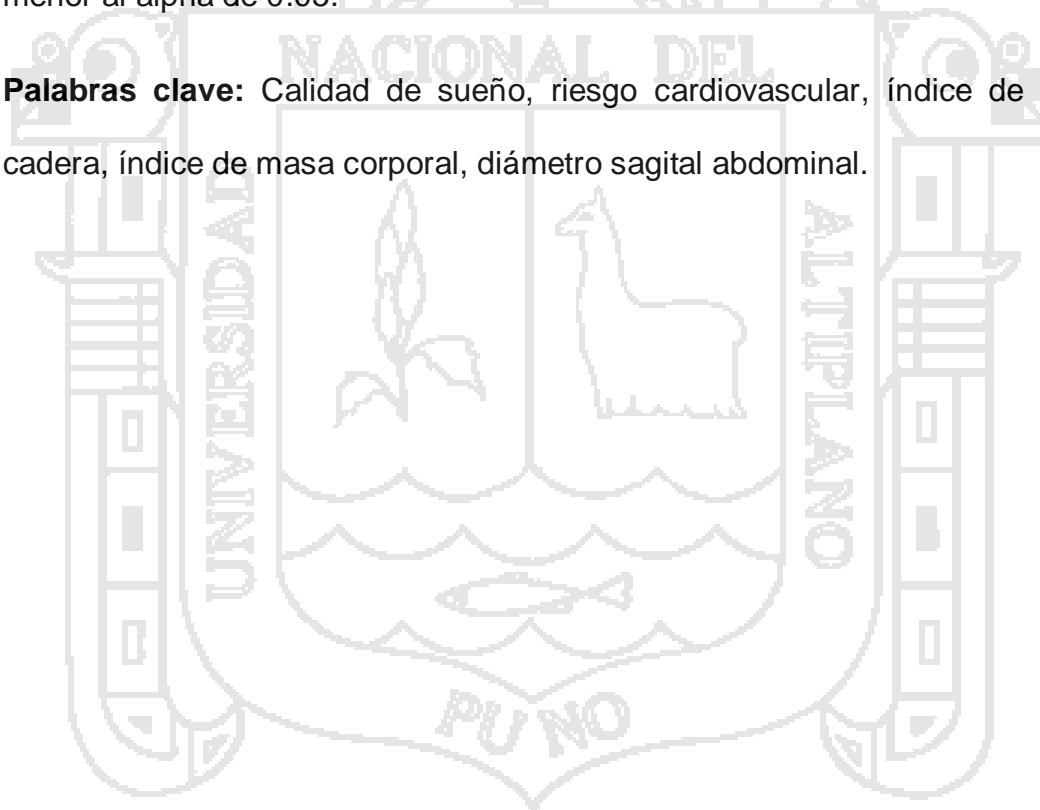 menor al alpha de 0.05.
NACIONAL DEL
Palabras clave: Calidad de sueño, riesgo cardiovascular, índice de
cadera, índice de masa corporal, diámetro sagital abdominal.
UNIVERSIDAD
ALTIPLANO
PUNO